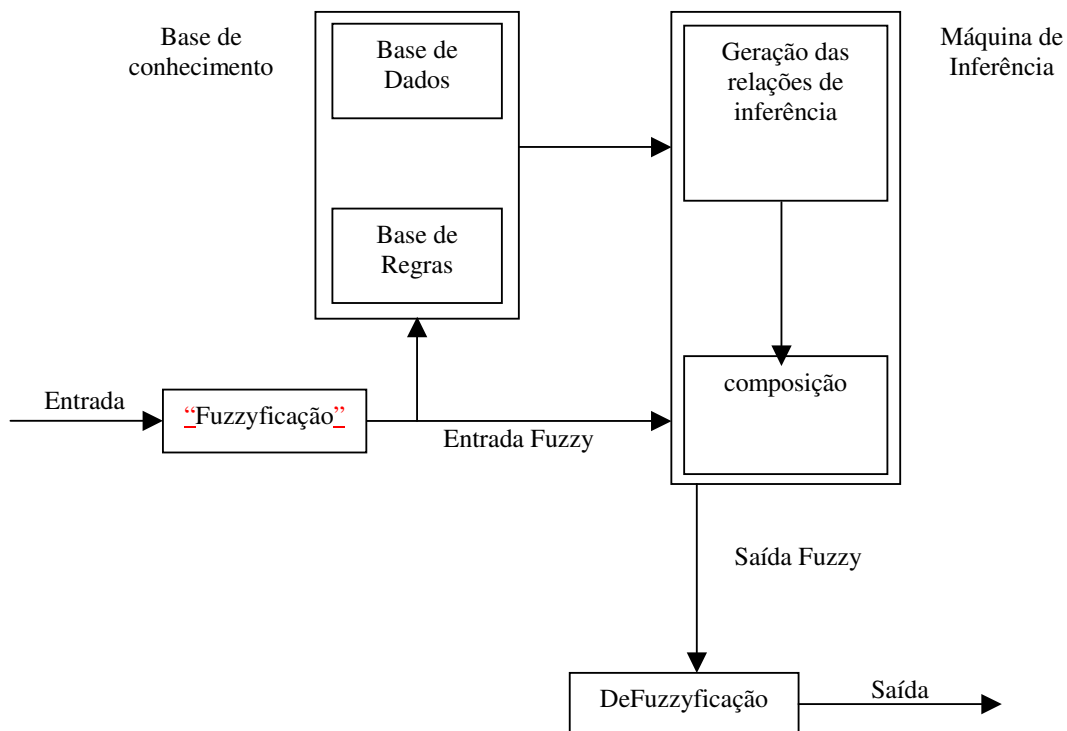 Base de
conhecimento
Base de
Dados
Base de
Regras
Geração das
relações de
inferência
composição
Máquina de
Inferência
Entrada
“Fuzzyficação”
Entrada Fuzzy
Saída Fuzzy
DeFuzzyficação
Saída